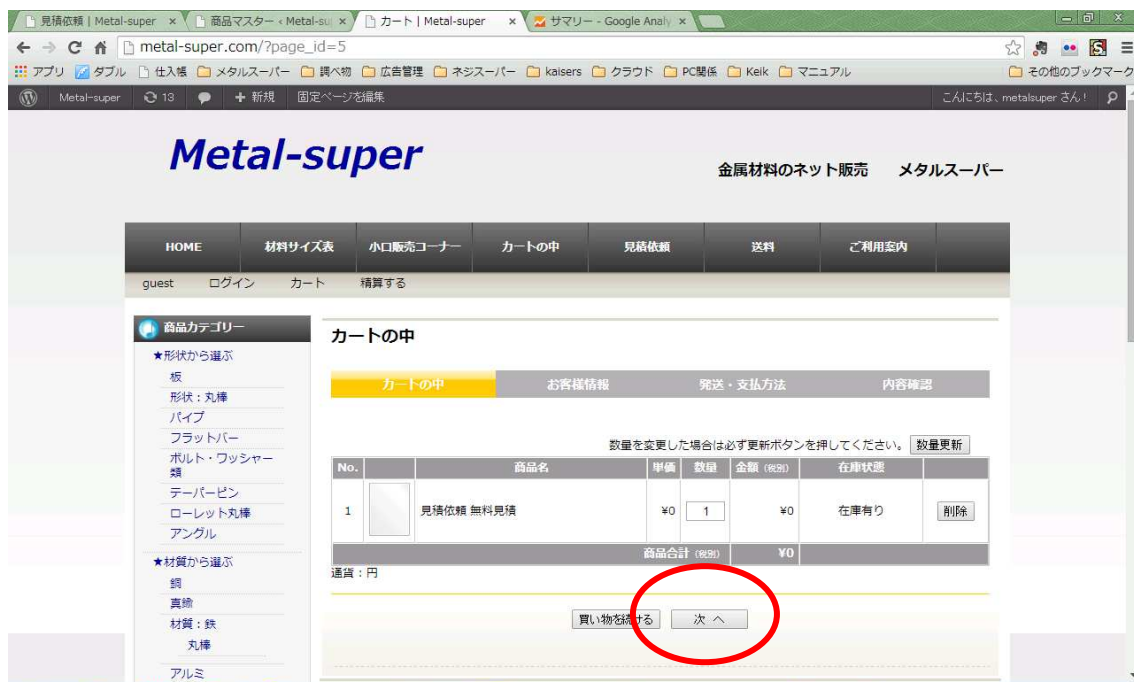 見積依頼 | Metal-super × 商品マスター ‹ Metal-su × カート | Metal-super × サマリー - Google Analy ×
metal-super.com/?page_id=5
アプリ ダブル 仕入帳 メタルスーパー 調べ物 広告管理 ネジスーパー kaisers クラウド PC関係 Keik マニュアル その他のブックマーク
Metal-super 13 + 新規 固定ページを編集 こんにちは、metalsuper さん!
Metal-super
金属材料のネット販売 メタルスーパー
HOME 材料サイズ表 小口販売コーナー カートの中 見積依頼 送料 ご利用案内
guest ログイン カート 精算する
商品カテゴリー
★形状から選ぶ
板
形状:丸棒
パイプ
フラットバー
ボルト・ワッシャー
類
テーパーピン
ローレット丸棒
アングル
★材質から選ぶ
銅
真鍮
材質:鉄
丸棒
アルミ
カートの中
カートの中 お客様情報 発送・支払方法 内容確認
数量を変更した場合は必ず更新ボタンを押してください。 数量更新
No. 商品名 単価 数量 金額 (税別) 在庫状態
1 見積依頼 無料見積 ¥0 1 ¥0 在庫有り 削除
商品合計 (税別) ¥0
通貨:円
買い物を続ける 次 へ